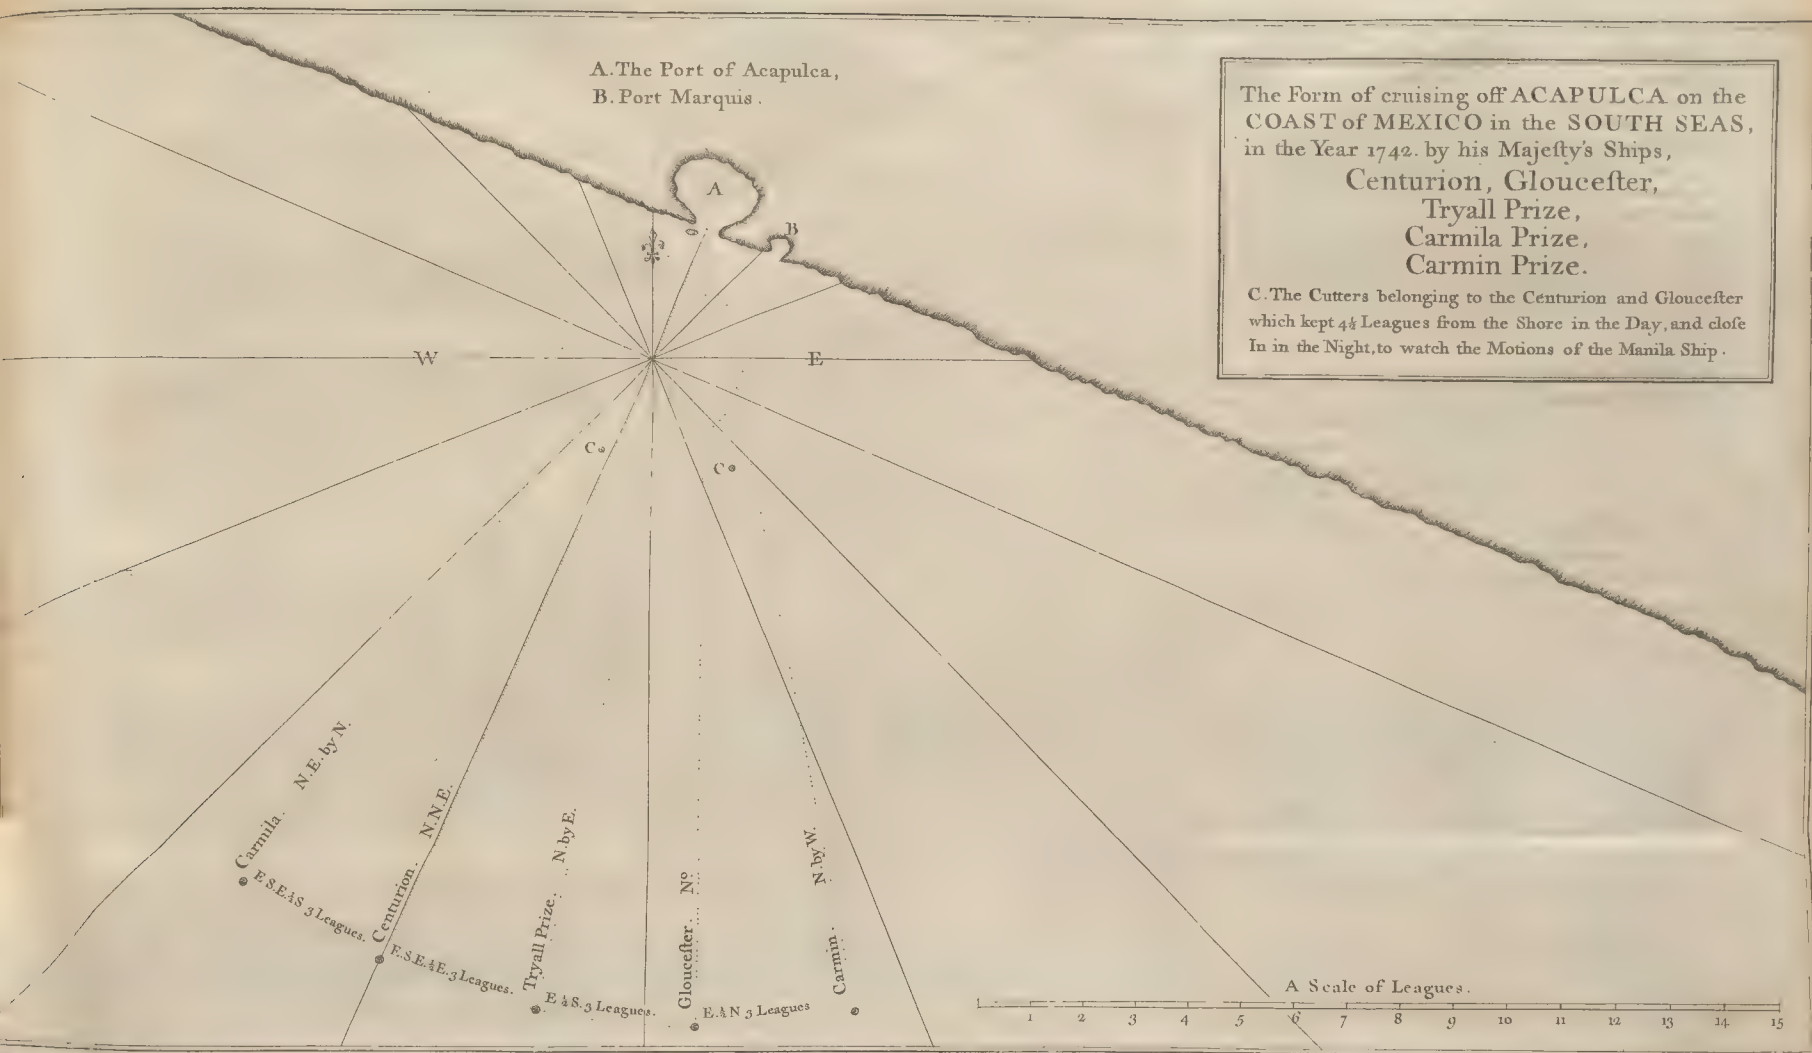 A. The Port of Acapulca,
B. Port Marquis.
The Form of cruising off ACAPULCA on the
COAST of MEXICO in the SOUTH SEAS,
in the Year 1742. by his Majeſty's Ships,
Centurion, Glouceſter,
Tryall Prize,
Carmila Prize,
Carmin Prize.
C. The Cutters belonging to the Centurion and Glouceſter
which kept 4½ Leagues from the Shore in the Day, and cloſe
In in the Night, to watch the Motions of the Manila Ship.
A
B
W
E
C
C
Carmila. N.E. by N.
Centurion. N.N.E.
Tryall Prize. N. by E.
Glouceſter. Nº
Carmin. N. by W.
E S.E.½S 3 Leagues.
E.S.E.½E. 3 Leagues.
E ½ S. 3 Leagues.
E.½ N 3 Leagues
A Scale of Leagues.
1 2 3 4 5 6 7 8 9 10 11 12 13 14 15